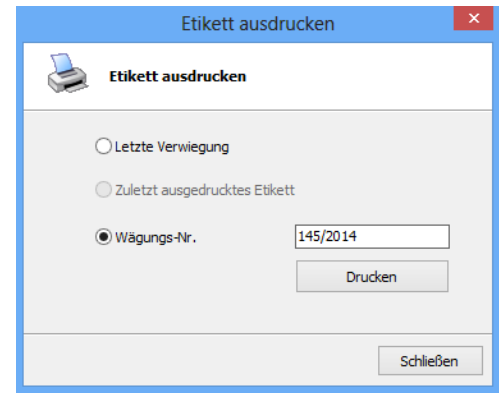 Etikett ausdrucken
Etikett ausdrucken
Letzte Verwiegung
Zuletzt ausgedrucktes Etikett
Wägungs-Nr. 145/2014
Drucken
Schließen